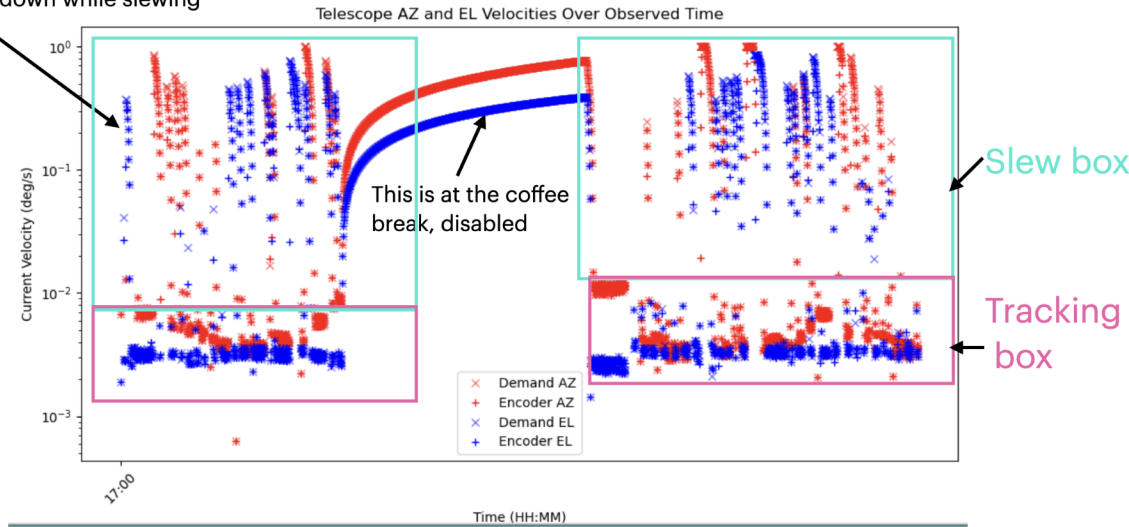 down while slewing
Telescope AZ and EL Velocities Over Observed Time
10⁰
10⁻¹
10⁻²
10⁻³
Current Velocity (deg/s)
This is at the coffee
break, disabled
Slew box
Tracking
box
Demand AZ
Encoder AZ
Demand EL
Encoder EL
17:00
Time (HH:MM)